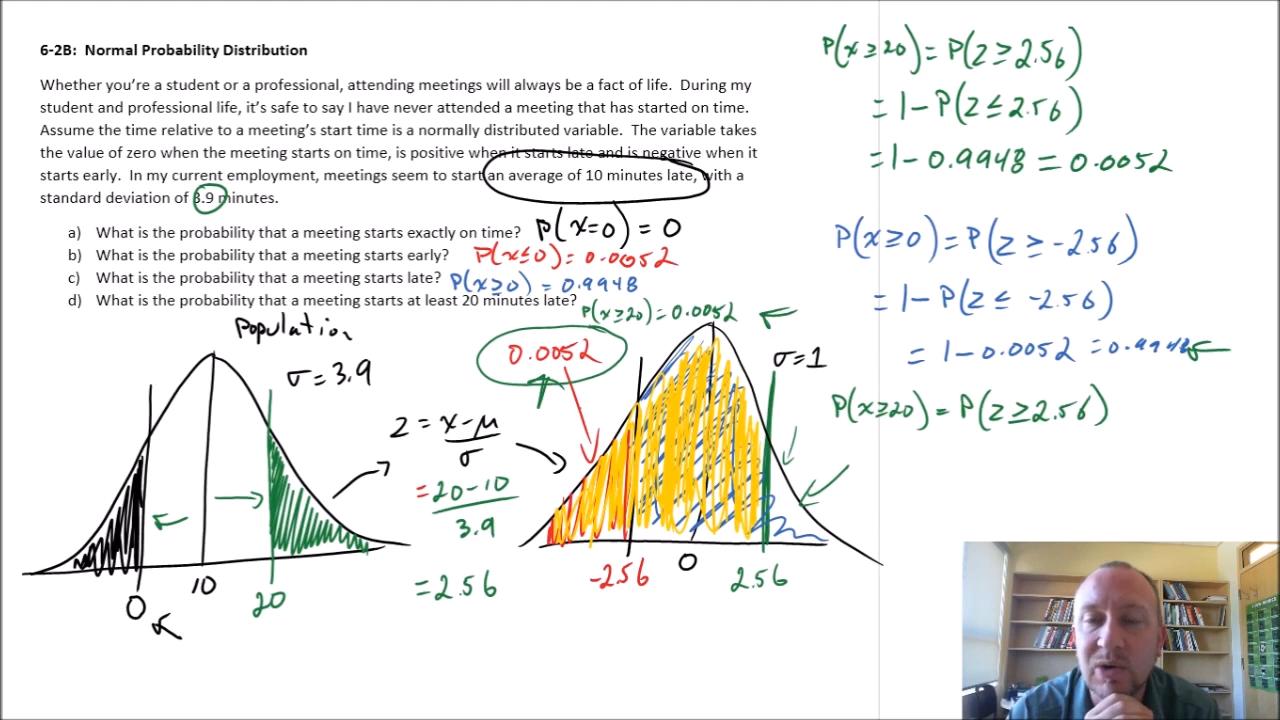 6-2B: Normal Probability Distribution
Whether you're a student or a professional, attending meetings will always be a fact of life. During my
student and professional life, it's safe to say I have never attended a meeting that has started on time.
Assume the time relative to a meeting's start time is a normally distributed variable. The variable takes
the value of zero when the meeting starts on time, is positive when it starts late and is negative when it
starts early. In my current employment, meetings seem to start an average of 10 minutes late, with a
standard deviation of 3.9 minutes.
a) What is the probability that a meeting starts exactly on time? P(x=0) = 0
b) What is the probability that a meeting starts early? P(x≤0) = 0.0052
c) What is the probability that a meeting starts late? P(x≥0) = 0.9948
d) What is the probability that a meeting starts at least 20 minutes late? P(x≥20) = 0.0052
Population
σ = 3.9
0
10
20
0.0052
z = x-μ / σ
= 20-10 / 3.9
= 2.56
σ = 1
-2.56
0
2.56
P(x≥20) = P(z≥2.56)
= 1 - P(z≤2.56)
= 1 - 0.9948 = 0.0052
P(x≥0) = P(z≥-2.56)
= 1 - P(z≤ -2.56)
= 1 - 0.0052 = 0.9948
P(x≥20) = P(z≥2.56)